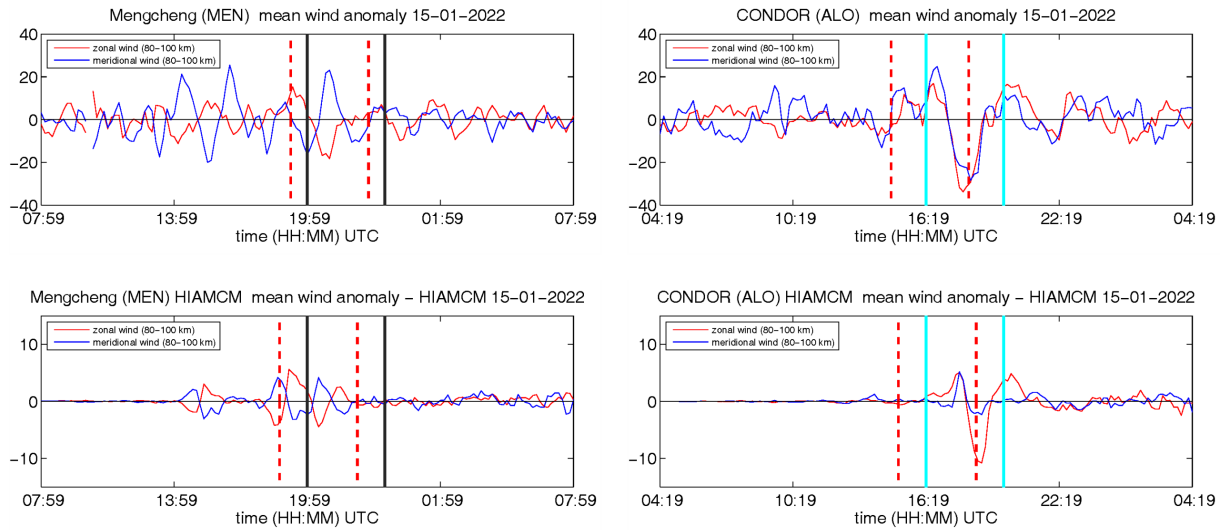 Mengcheng (MEN)  mean wind anomaly 15-01-2022
40
20
0
-20
-40
zonal wind (80-100 km)
meridional wind (80-100 km)
07:59 13:59 19:59 01:59 07:59
time (HH:MM) UTC
CONDOR (ALO)  mean wind anomaly 15-01-2022
40
20
0
-20
-40
zonal wind (80-100 km)
meridional wind (80-100 km)
04:19 10:19 16:19 22:19 04:19
time (HH:MM) UTC
Mengcheng (MEN) HIAMCM  mean wind anomaly - HIAMCM 15-01-2022
10
0
-10
zonal wind (80-100 km)
meridional wind (80-100 km)
07:59 13:59 19:59 01:59 07:59
time (HH:MM) UTC
CONDOR (ALO) HIAMCM  mean wind anomaly - HIAMCM 15-01-2022
10
0
-10
zonal wind (80-100 km)
meridional wind (80-100 km)
04:19 10:19 16:19 22:19 04:19
time (HH:MM) UTC